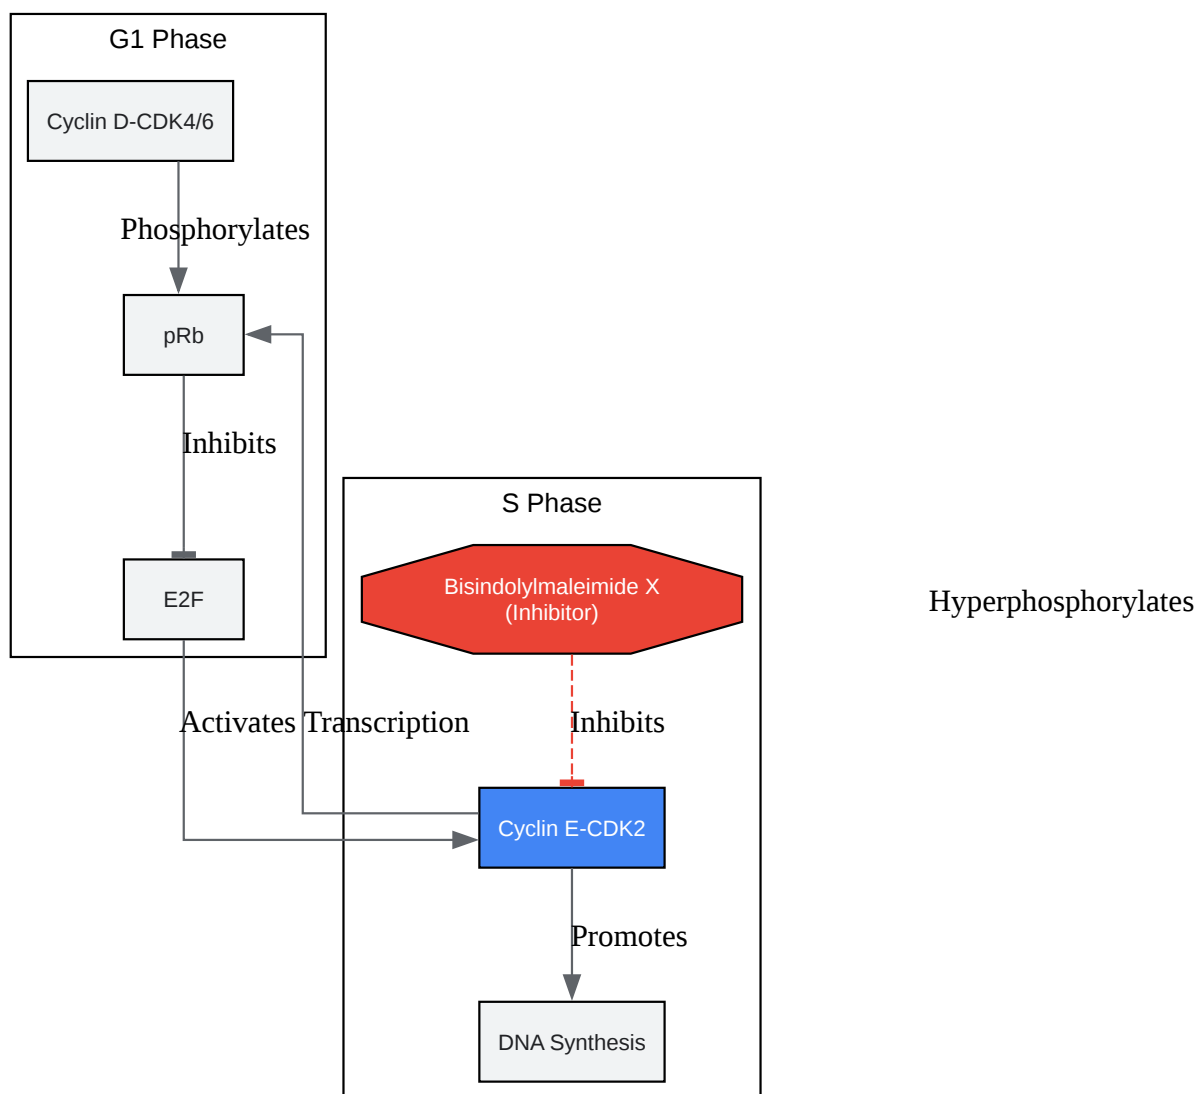 G1 Phase
Cyclin D-CDK4/6
Phosphorylates
pRb
Inhibits
E2F
Activates Transcription
S Phase
Bisindolylmaleimide X
(Inhibitor)
Hyperphosphorylates
Inhibits
Cyclin E-CDK2
Promotes
DNA Synthesis